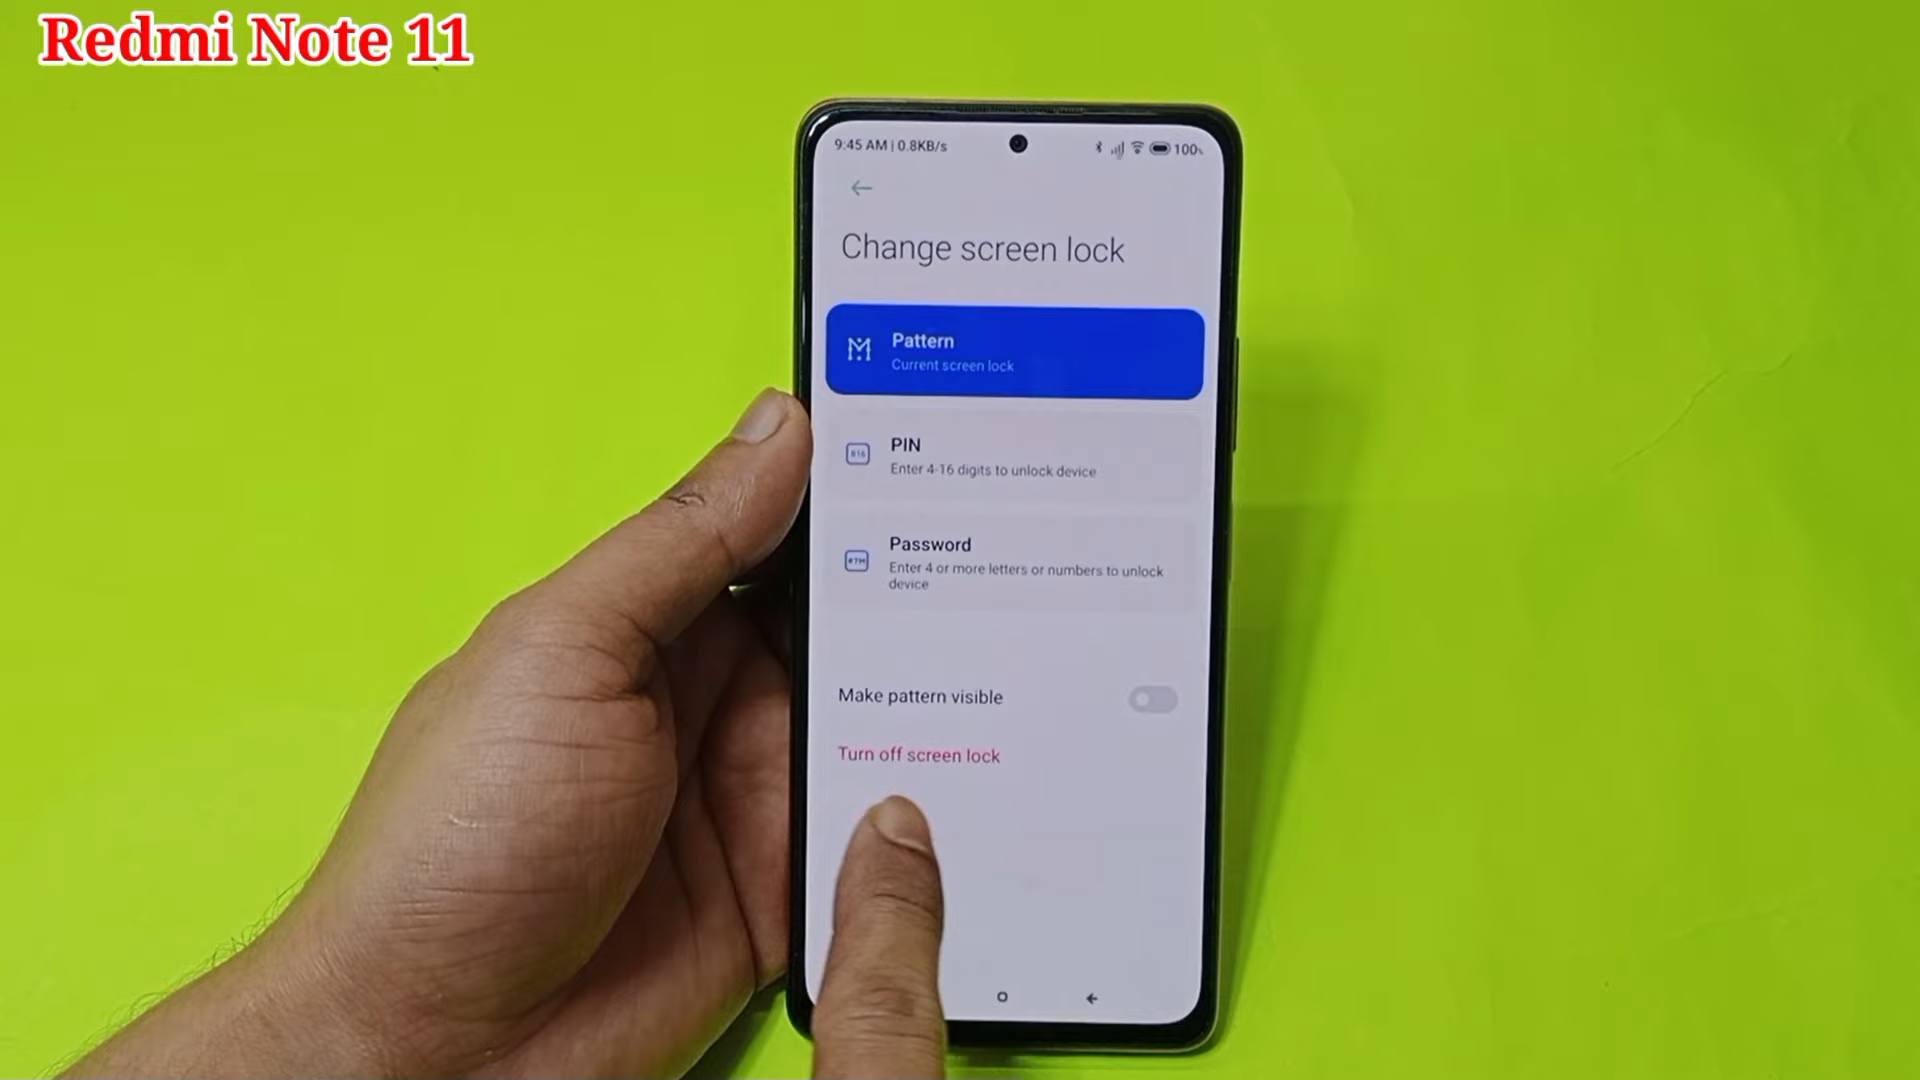 Redmi Note 11
9:45 AM | 0.8KB/s
100%
Change screen lock
Pattern
Current screen lock
PIN
Enter 4-16 digits to unlock device
Password
Enter 4 or more letters or numbers to unlock
device
Make pattern visible
Turn off screen lock